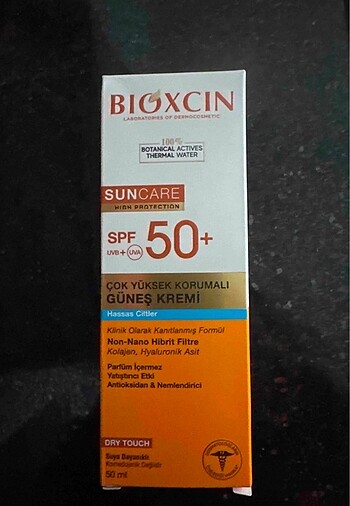 BIOXCIN
LABORATORIES OF DERMOCOSMETIC
100%
BOTANICAL ACTIVES
THERMAL WATER
SUNCARE
HIGH PROTECTION
SPF 50+
UVB + UVA
ÇOK YÜKSEK KORUMALI
GÜNEŞ KREMİ
Hassas Ciltler
Klinik Olarak Kanıtlanmış Formül
Non-Nano Hibrit Filtre
Kolajen, Hyaluronik Asit
Parfüm İçermez
Yatıştırıcı Etki
Antioksidan & Nemlendirici
DRY TOUCH
Suya Dayanıklı
Komedojenik Değildir
50 ml